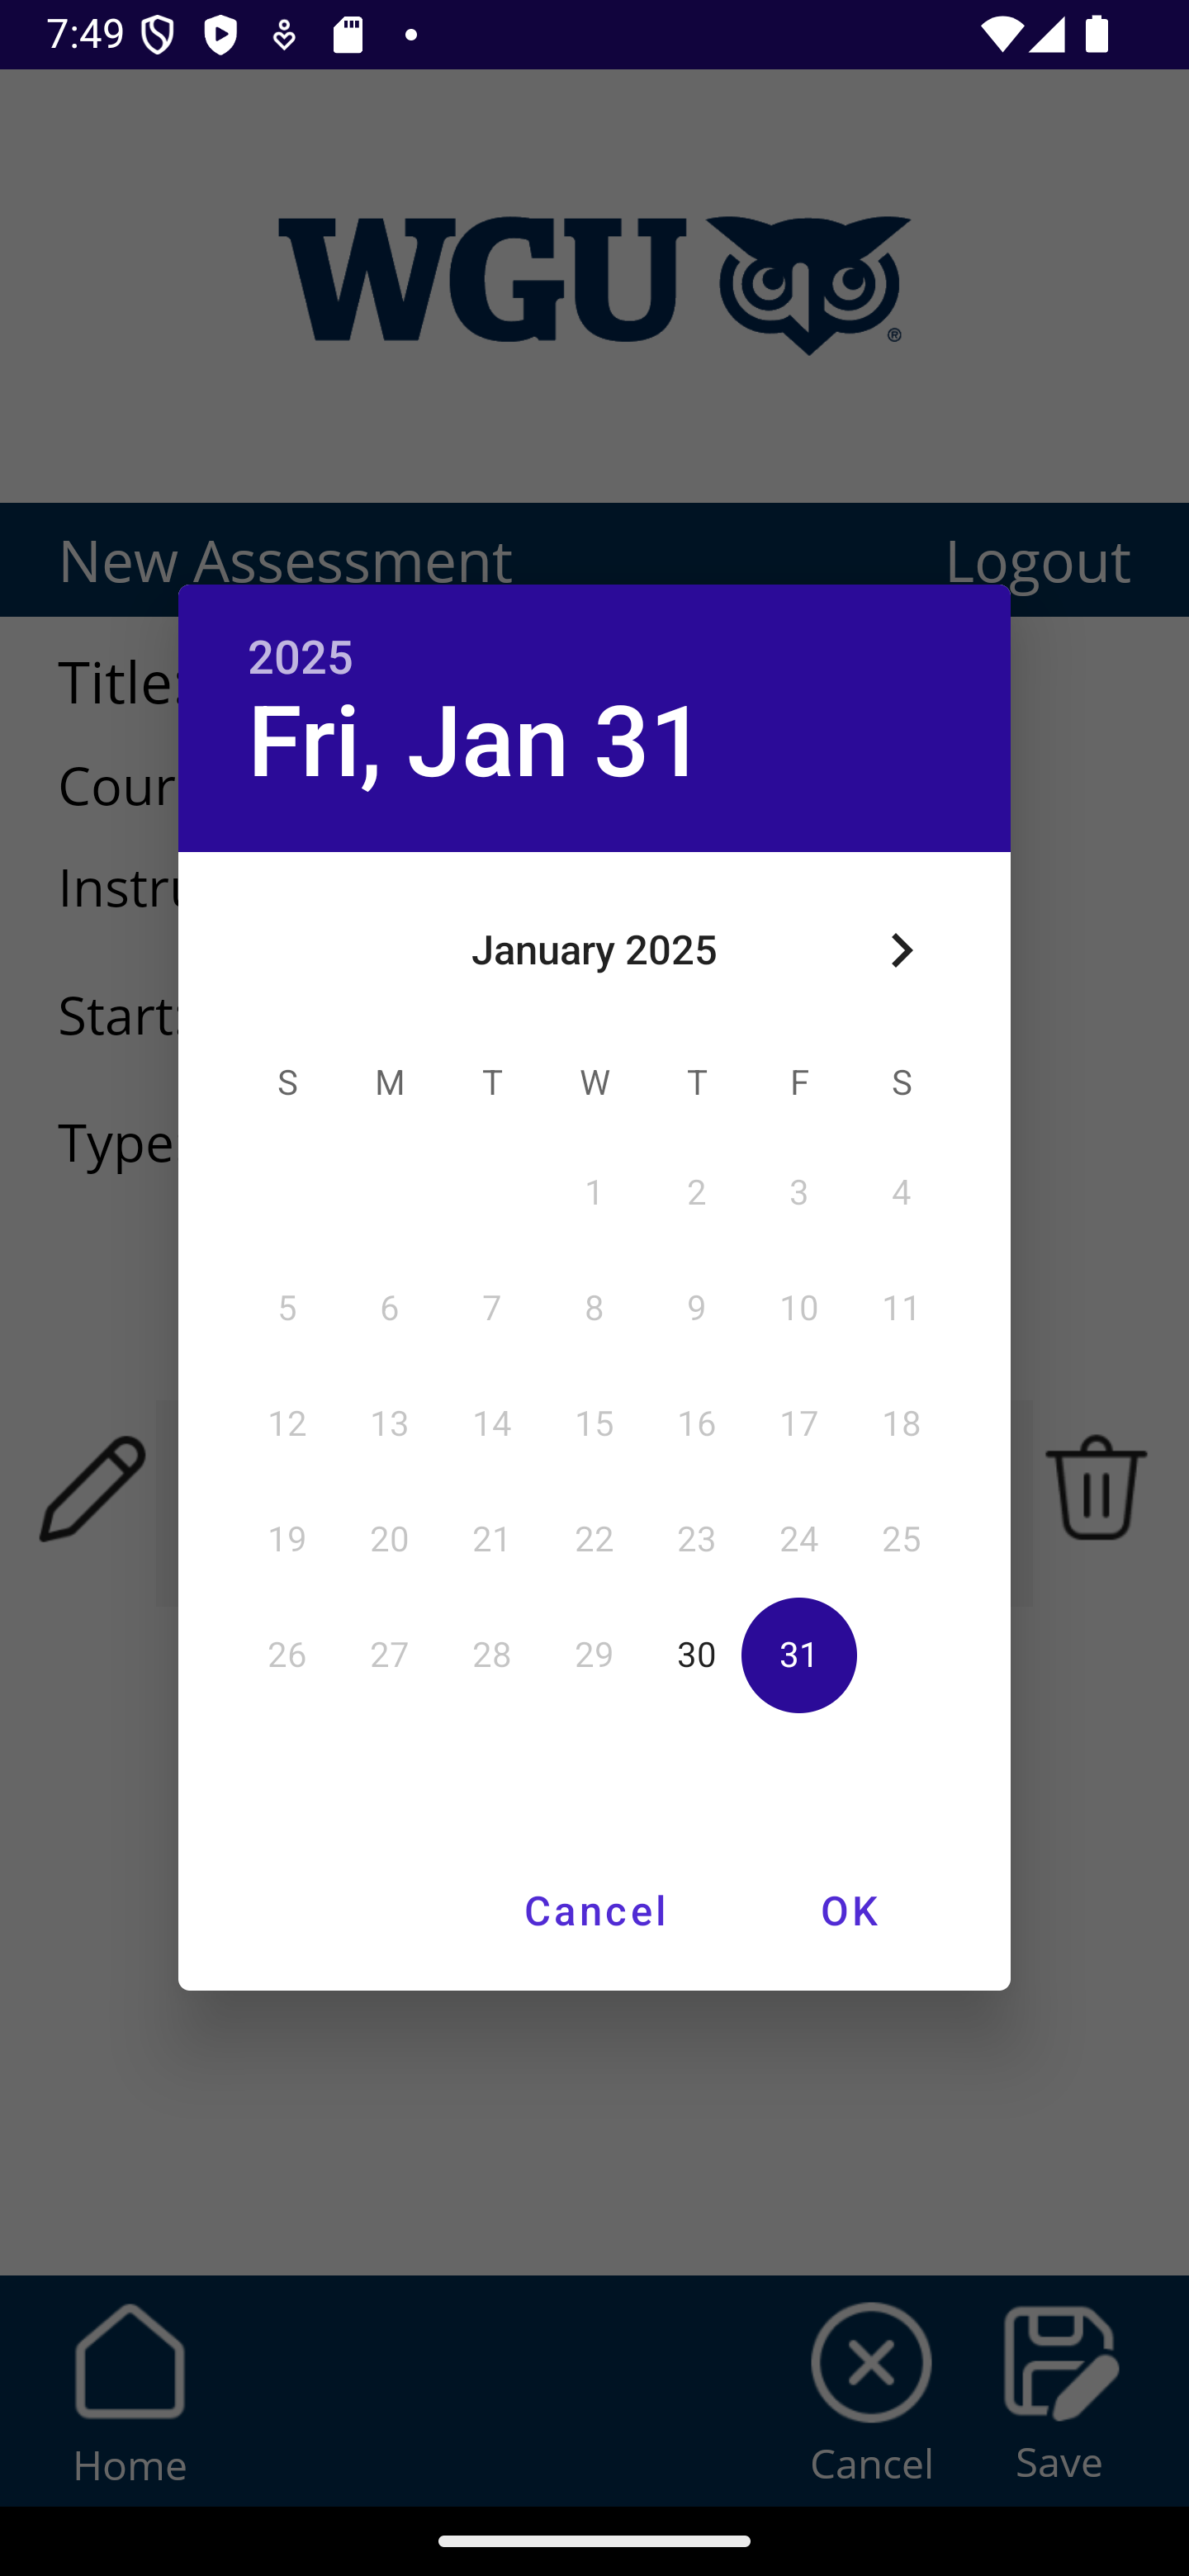 7:49
WGU
®
New Assessment Logout
Title:
Cour
Instru
Start:
Type
2025
Fri, Jan 31
January 2025
S M T W T F S
1 2 3 4
5 6 7 8 9 10 11
12 13 14 15 16 17 18
19 20 21 22 23 24 25
26 27 28 29 30 31
Cancel OK
Home Cancel Save